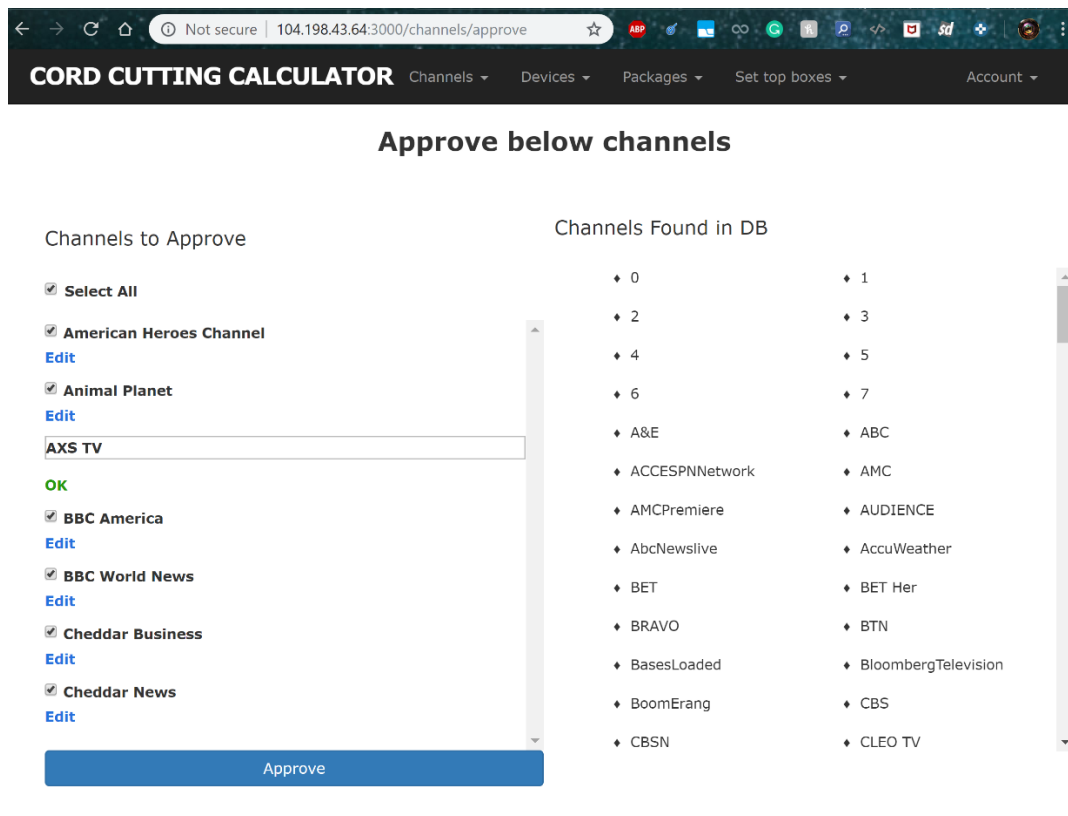 Not secure | 104.198.43.64:3000/channels/approve
ABP
sd
CORD CUTTING CALCULATOR Channels Devices Packages Set top boxes Account
Approve below channels
Channels to Approve
Select All
American Heroes Channel
Edit
Animal Planet
Edit
AXS TV
OK
BBC America
Edit
BBC World News
Edit
Cheddar Business
Edit
Cheddar News
Edit
Approve
Channels Found in DB
0 1
2 3
4 5
6 7
A&E ABC
ACCESPNNetwork AMC
AMCPremiere AUDIENCE
AbcNewslive AccuWeather
BET BET Her
BRAVO BTN
BasesLoaded BloombergTelevision
BoomErang CBS
CBSN CLEO TV